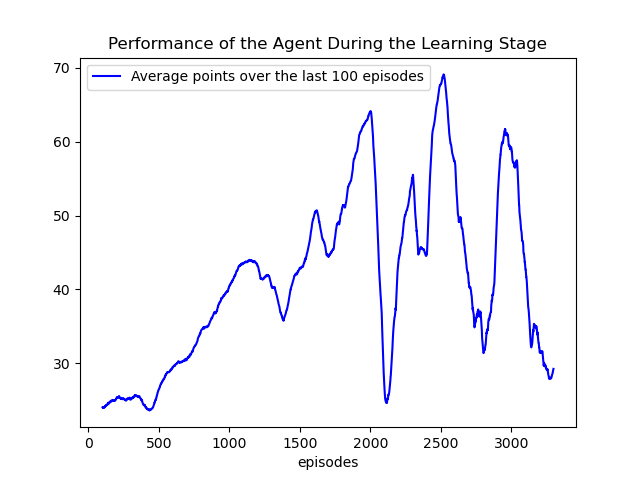 Performance of the Agent During the Learning Stage
Average points over the last 100 episodes
70
60
50
40
30
0 500 1000 1500 2000 2500 3000
episodes